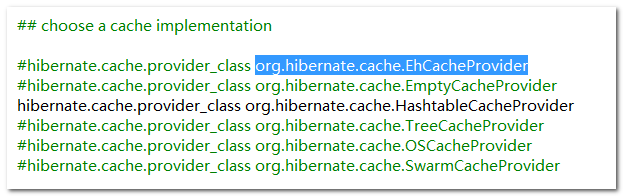 ## choose a cache implementation
#hibernate.cache.provider_class org.hibernate.cache.EhCacheProvider
#hibernate.cache.provider_class org.hibernate.cache.EmptyCacheProvider
hibernate.cache.provider_class org.hibernate.cache.HashtableCacheProvider
#hibernate.cache.provider_class org.hibernate.cache.TreeCacheProvider
#hibernate.cache.provider_class org.hibernate.cache.OSCacheProvider
#hibernate.cache.provider_class org.hibernate.cache.SwarmCacheProvider